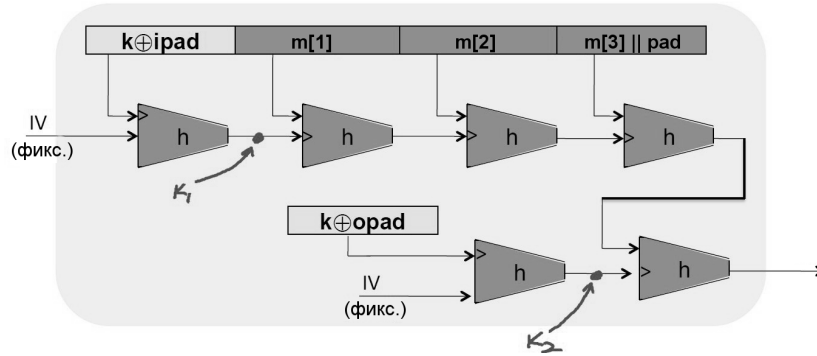 k⊕ipad m[1] m[2] m[3] || pad
IV
(фикс.)
h h h h
K₁
k⊕opad
h h
IV
(фикс.)
K₂